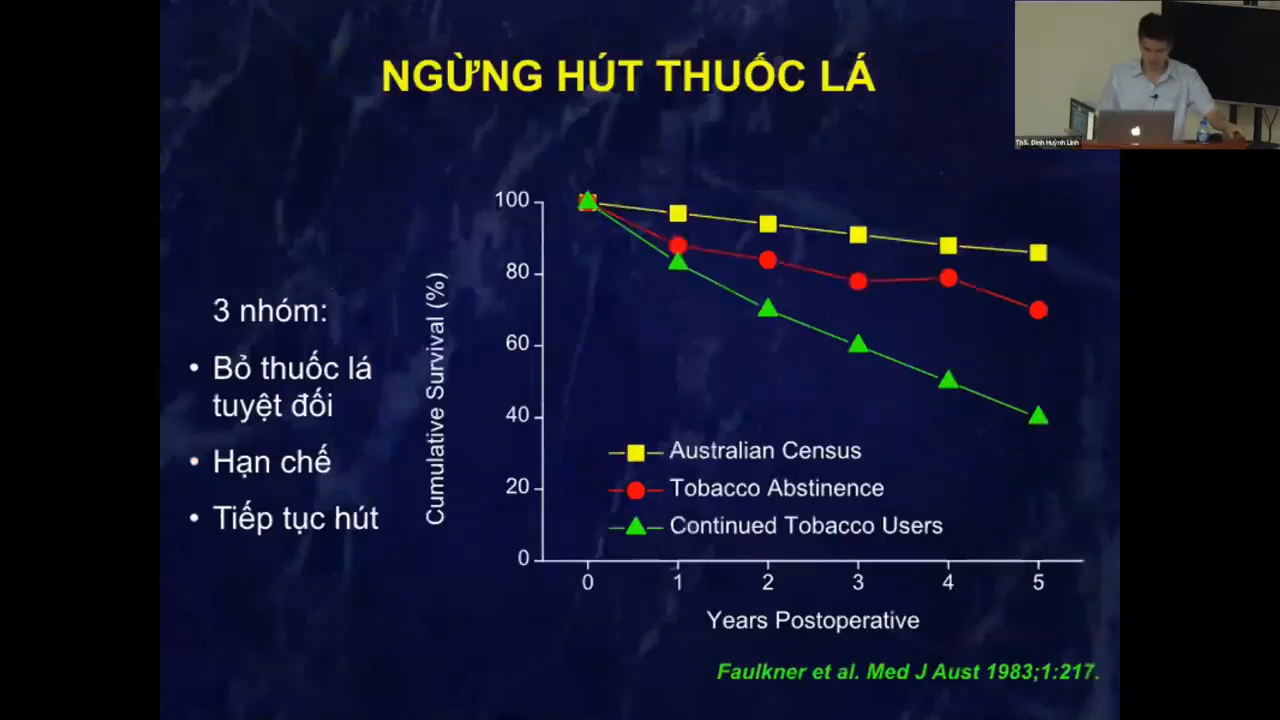 NGỪNG HÚT THUỐC LÁ
ThS. Đinh Huỳnh Linh
3 nhóm:
• Bỏ thuốc lá
tuyệt đối
• Hạn chế
• Tiếp tục hút
Cumulative Survival (%)
100
80
60
40
20
0
Australian Census
Tobacco Abstinence
Continued Tobacco Users
0 1 2 3 4 5
Years Postoperative
Faulkner et al. Med J Aust 1983;1:217.